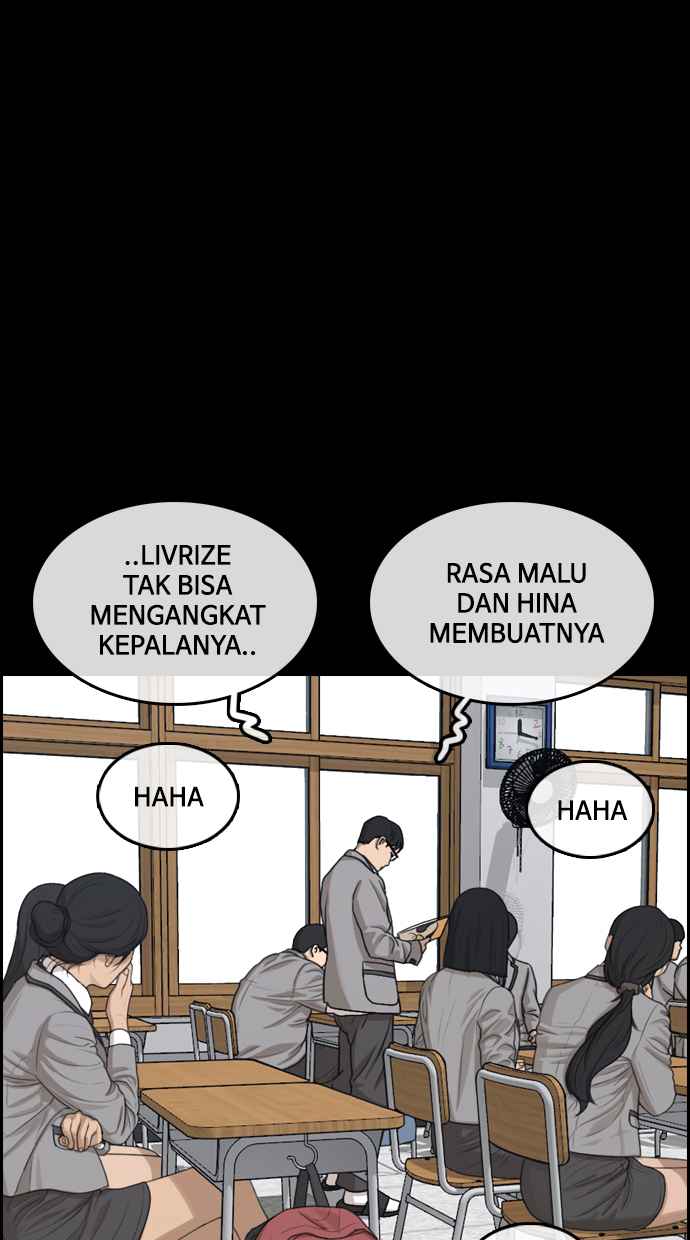 ..LIVRIZE
TAK BISA
MENGANGKAT
KEPALANYA..
RASA MALU
DAN HINA
MEMBUATNYA
HAHA
HAHA